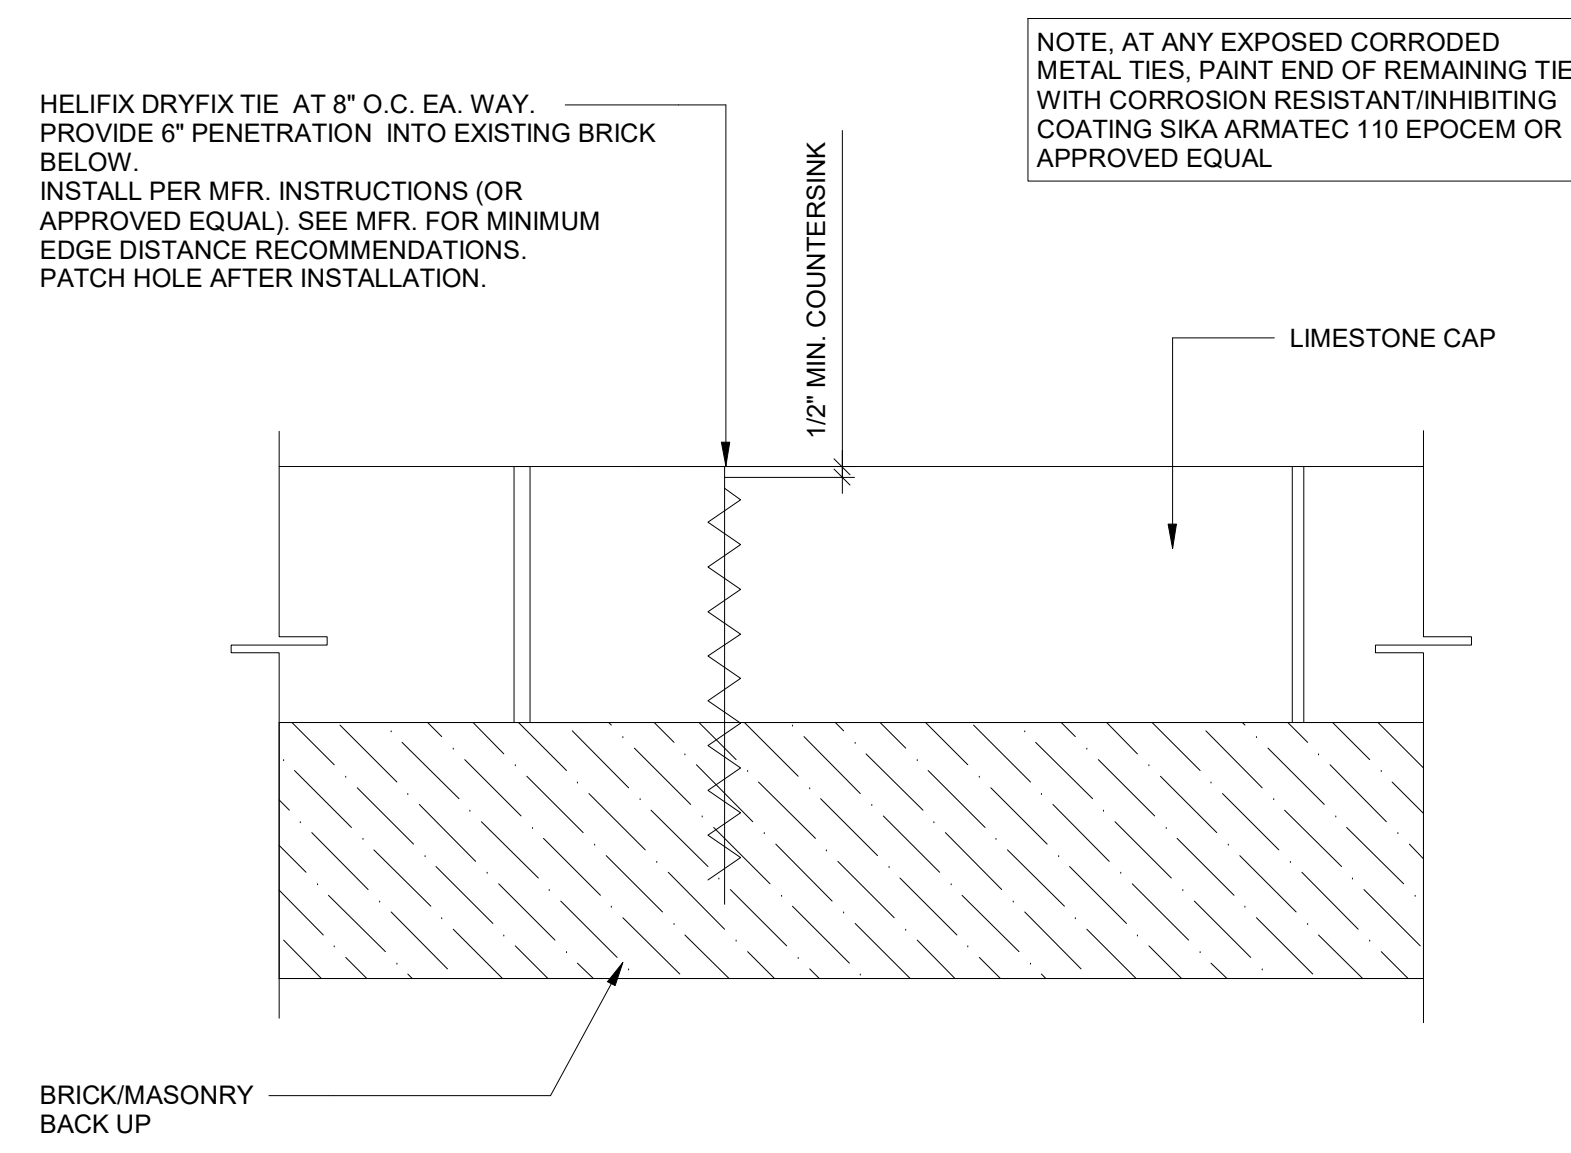 HELIFIX DRYFIX TIE AT 8" O.C. EA. WAY.
PROVIDE 6" PENETRATION INTO EXISTING BRICK
BELOW.
INSTALL PER MFR. INSTRUCTIONS (OR
APPROVED EQUAL). SEE MFR. FOR MINIMUM
EDGE DISTANCE RECOMMENDATIONS.
PATCH HOLE AFTER INSTALLATION.
1/2" MIN. COUNTERSINK
NOTE, AT ANY EXPOSED CORRODED
METAL TIES, PAINT END OF REMAINING TIE
WITH CORROSION RESISTANT/INHIBITING
COATING SIKA ARMATEC 110 EPOCEM OR
APPROVED EQUAL
LIMESTONE CAP
BRICK/MASONRY
BACK UP